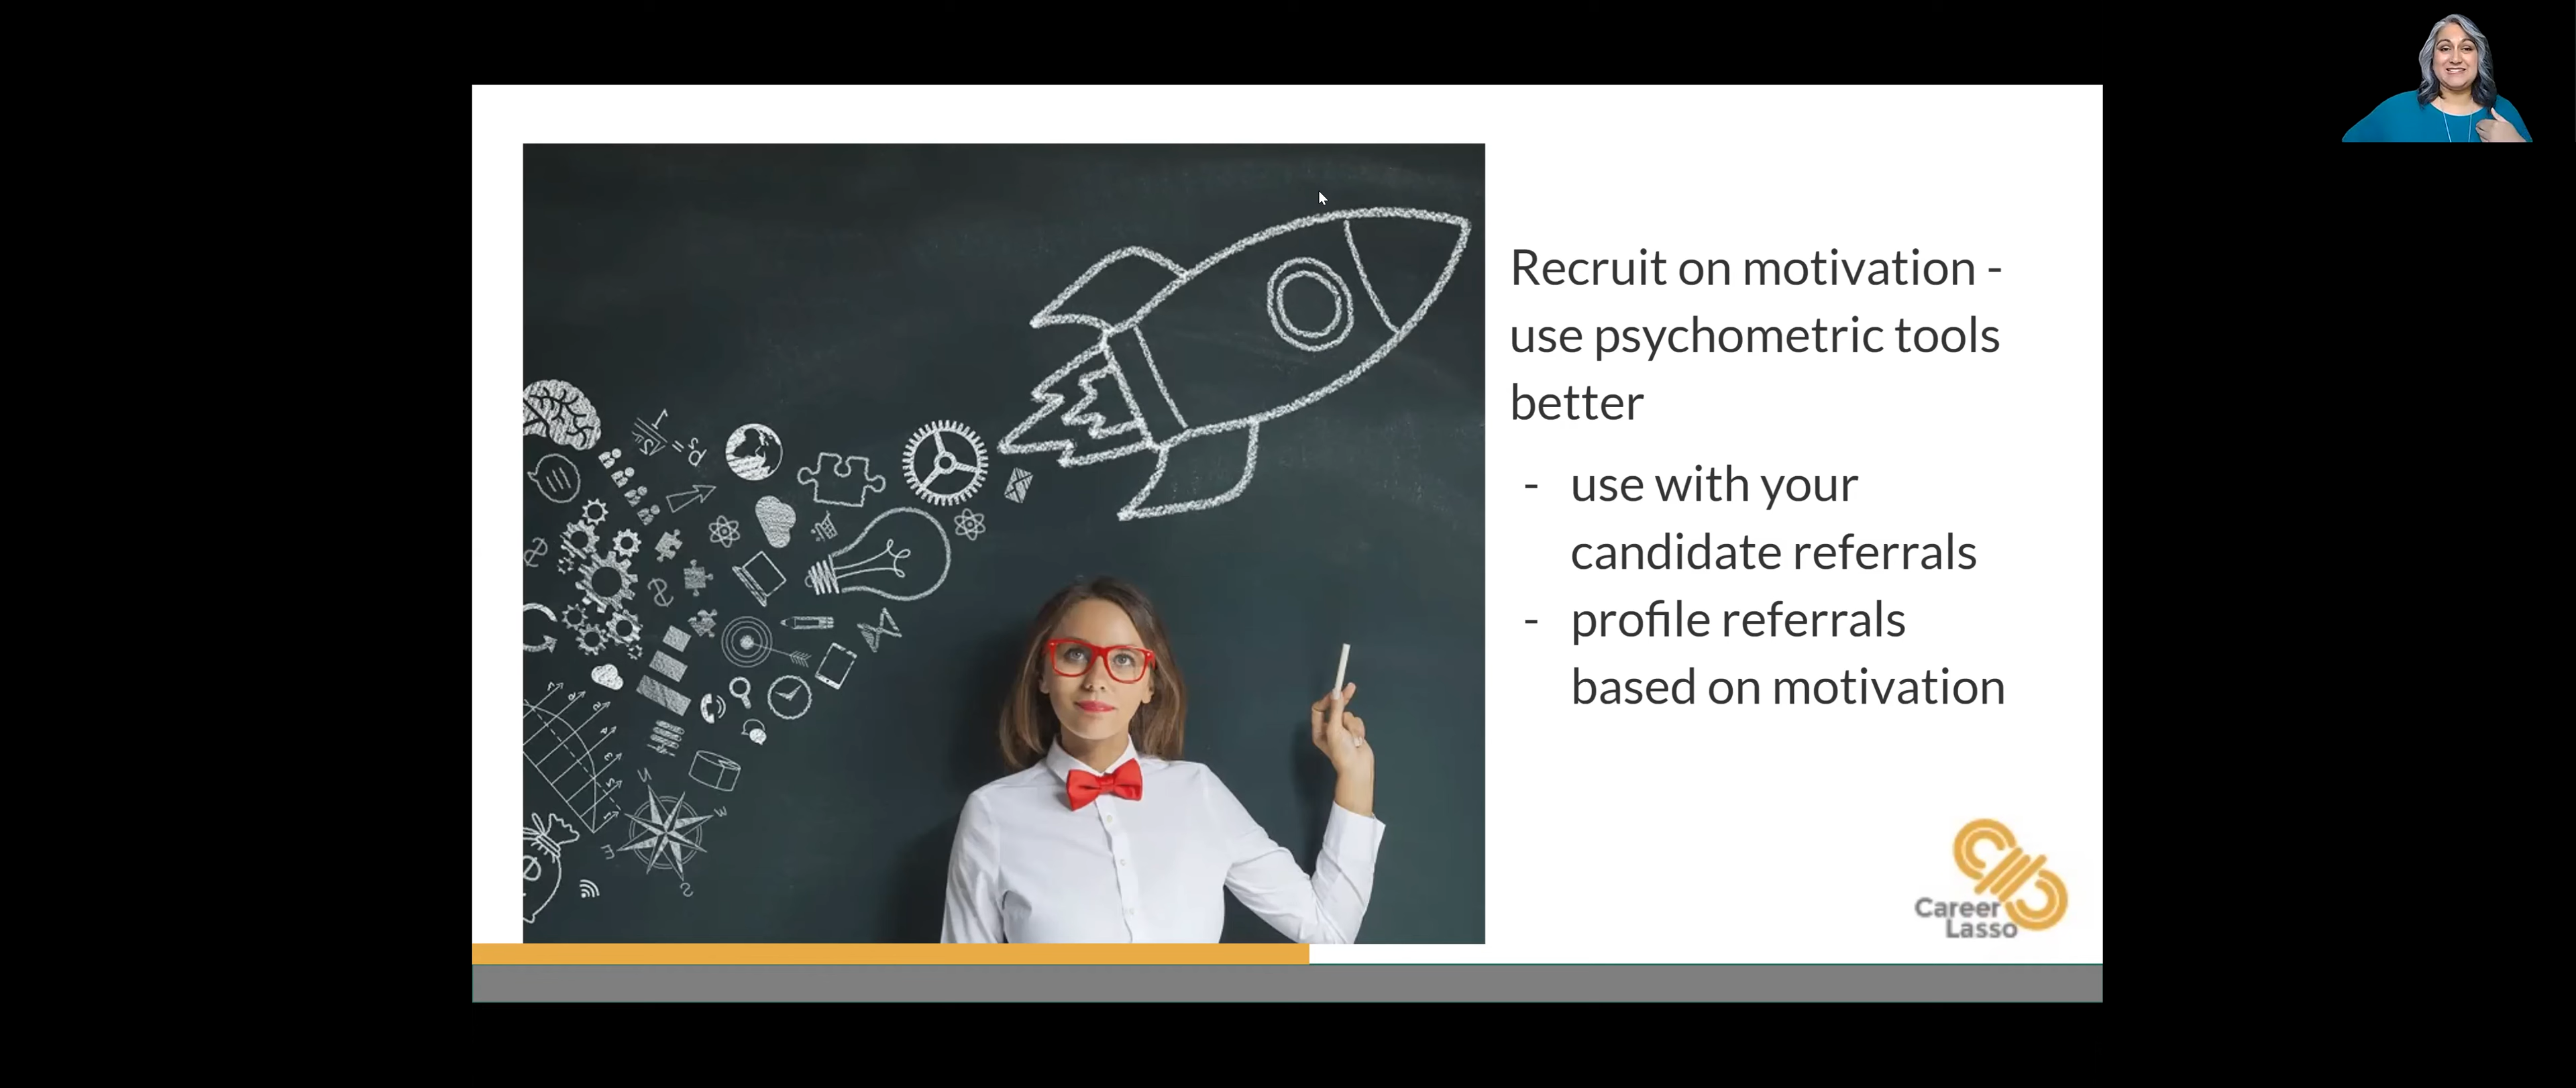 Recruit on motivation -
use psychometric tools
better
- use with your
candidate referrals
- profile referrals
based on motivation
Career
Lasso